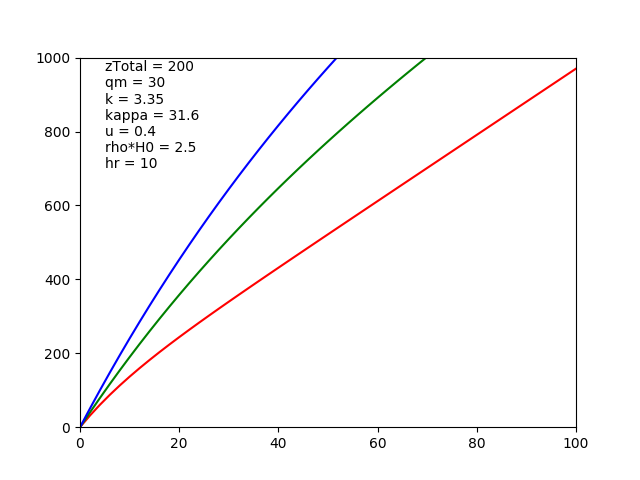 1000
800
600
400
200
0
zTotal = 200
qm = 30
k = 3.35
kappa = 31.6
u = 0.4
rho*H0 = 2.5
hr = 10
0 20 40 60 80 100